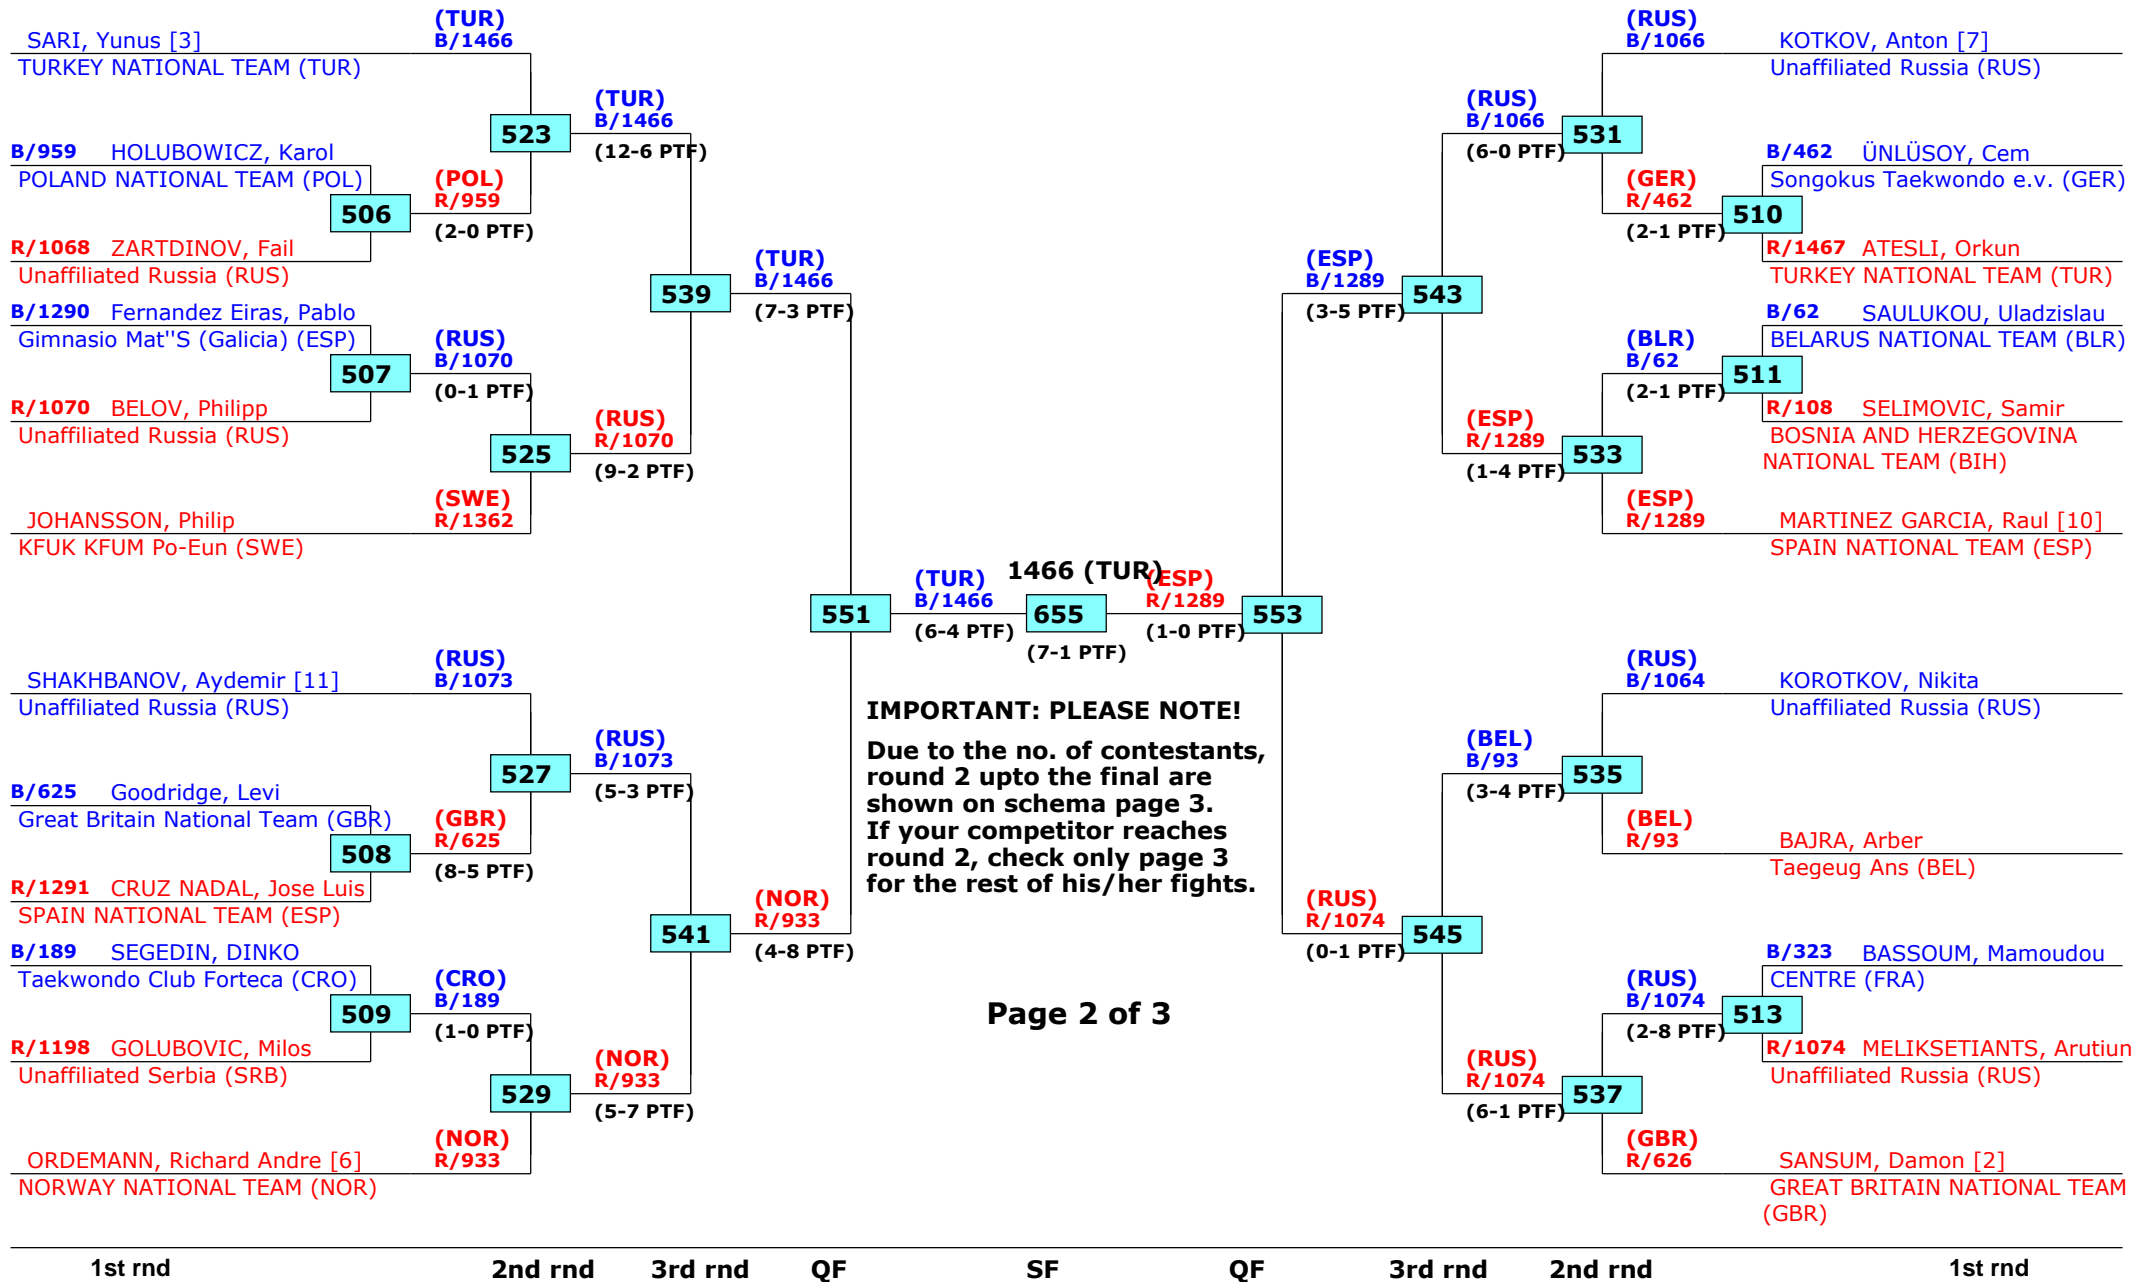 (TUR)
SARI, Yunus [3]
B/1466
TURKEY NATIONAL TEAM (TUR)
(TUR)
B/1466
523
(12-6 PTF)
B/959 HOLUBOWICZ, Karol
POLAND NATIONAL TEAM (POL)
(POL)
R/959
506
(2-0 PTF)
R/1068 ZARTDINOV, Fail
Unaffiliated Russia (RUS)
(TUR)
B/1466
539
(7-3 PTF)
B/1290 Fernandez Eiras, Pablo
Gimnasio Mat''S (Galicia) (ESP)
(RUS)
B/1070
507
(0-1 PTF)
R/1070 BELOV, Philipp
Unaffiliated Russia (RUS)
(RUS)
R/1070
525
(9-2 PTF)
(SWE)
R/1362
JOHANSSON, Philip
KFUK KFUM Po-Eun (SWE)
551
(TUR)
B/1466
(6-4 PTF)
1466 (TUR)
655
(7-1 PTF)
(ESP)
R/1289
(1-0 PTF)
553
(RUS)
B/1073
SHAKHBANOV, Aydemir [11]
Unaffiliated Russia (RUS)
(RUS)
B/1073
527
(5-3 PTF)
B/625 Goodridge, Levi
Great Britain National Team (GBR)
(GBR)
R/625
508
(8-5 PTF)
R/1291 CRUZ NADAL, Jose Luis
SPAIN NATIONAL TEAM (ESP)
(NOR)
R/933
541
(4-8 PTF)
B/189 SEGEDIN, DINKO
Taekwondo Club Forteca (CRO)
(CRO)
B/189
509
(1-0 PTF)
R/1198 GOLUBOVIC, Milos
Unaffiliated Serbia (SRB)
(NOR)
R/933
529
(5-7 PTF)
(NOR)
R/933
ORDEMANN, Richard Andre [6]
NORWAY NATIONAL TEAM (NOR)
IMPORTANT: PLEASE NOTE!
Due to the no. of contestants,
round 2 upto the final are
shown on schema page 3.
If your competitor reaches
round 2, check only page 3
for the rest of his/her fights.
Page 2 of 3
(RUS)
B/1066
KOTKOV, Anton [7]
Unaffiliated Russia (RUS)
(RUS)
B/1066
531
(6-0 PTF)
B/462 ÜNLÜSOY, Cem
Songokus Taekwondo e.v. (GER)
(GER)
R/462
510
(2-1 PTF)
R/1467 ATESLI, Orkun
TURKEY NATIONAL TEAM (TUR)
(ESP)
B/1289
543
(3-5 PTF)
B/62 SAULUKOU, Uladzislau
BELARUS NATIONAL TEAM (BLR)
(BLR)
B/62
511
(2-1 PTF)
R/108 SELIMOVIC, Samir
BOSNIA AND HERZEGOVINA
NATIONAL TEAM (BIH)
(ESP)
R/1289
533
(1-4 PTF)
(ESP)
R/1289
MARTINEZ GARCIA, Raul [10]
SPAIN NATIONAL TEAM (ESP)
(RUS)
B/1064
KOROTKOV, Nikita
Unaffiliated Russia (RUS)
(BEL)
B/93
535
(3-4 PTF)
(BEL)
R/93
BAJRA, Arber
Taegeug Ans (BEL)
(RUS)
R/1074
545
(0-1 PTF)
B/323 BASSOUM, Mamoudou
CENTRE (FRA)
(RUS)
B/1074
513
(2-8 PTF)
R/1074 MELIKSETIANTS, Arutiun
Unaffiliated Russia (RUS)
(RUS)
R/1074
537
(6-1 PTF)
(GBR)
R/626
SANSUM, Damon [2]
GREAT BRITAIN NATIONAL TEAM
(GBR)
1st rnd 2nd rnd 3rd rnd QF SF QF 3rd rnd 2nd rnd 1st rnd